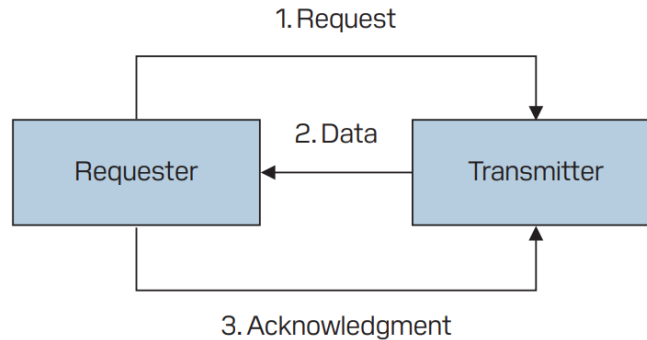 1. Request
2. Data
Requester
Transmitter
3. Acknowledgment